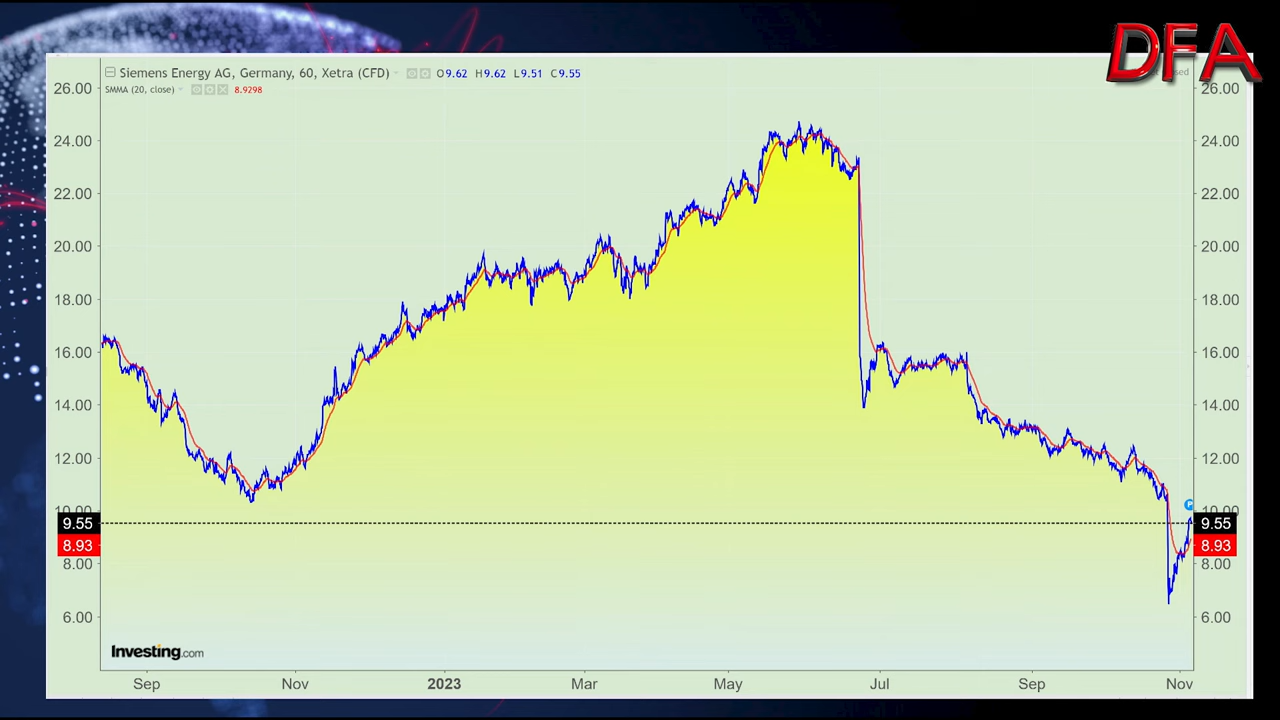 DFA
Siemens Energy AG, Germany, 60, Xetra (CFD) O9.62 H9.62 L9.51 C9.55
SMMA (20, close) 8.9298
26.00 26.00
24.00 24.00
22.00 22.00
20.00 20.00
18.00 18.00
16.00 16.00
14.00 14.00
12.00 12.00
10.00 10.00
9.55 9.55
8.93 8.93
8.00 8.00
6.00 6.00
Investing.com
Sep Nov 2023 Mar May Jul Sep Nov